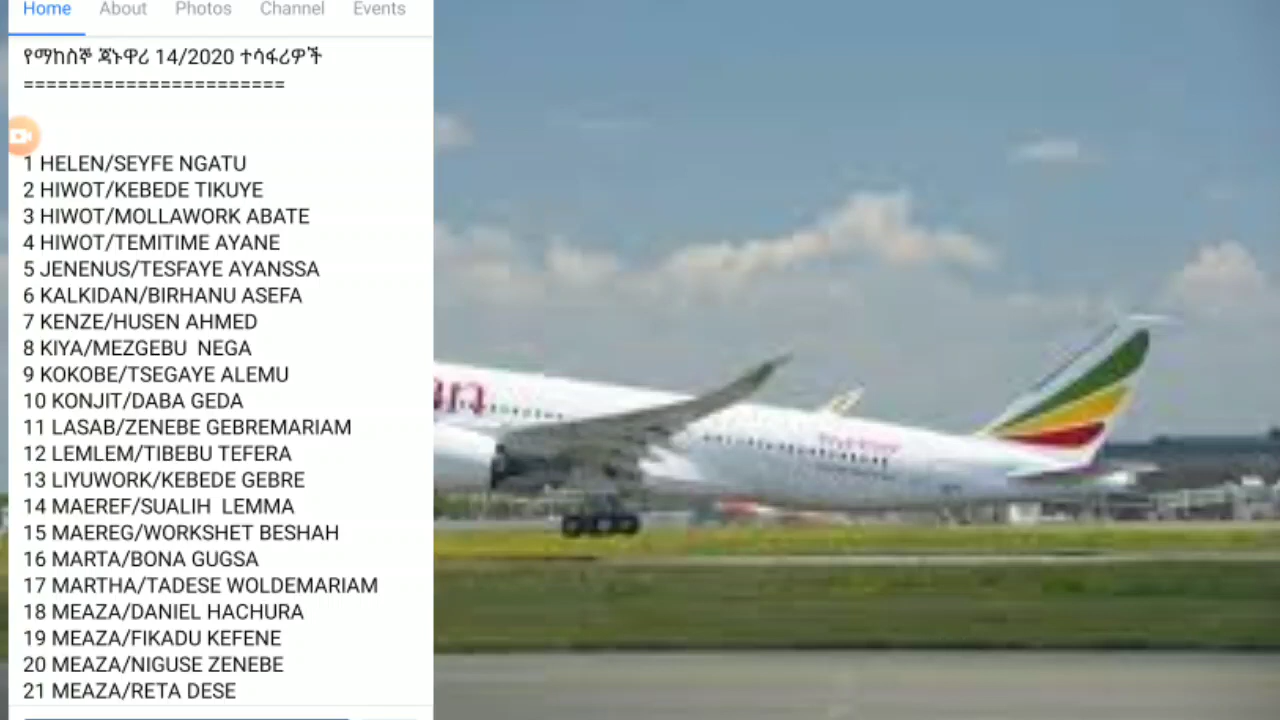 Home About Photos Channel Events
የማክሰኞ ጃኑዋሪ 14/2020 ተሳፋሪዎች
=======================
1 HELEN/SEYFE NGATU
2 HIWOT/KEBEDE TIKUYE
3 HIWOT/MOLLAWORK ABATE
4 HIWOT/TEMITIME AYANE
5 JENENUS/TESFAYE AYANSSA
6 KALKIDAN/BIRHANU ASEFA
7 KENZE/HUSEN AHMED
8 KIYA/MEZGEBU  NEGA
9 KOKOBE/TSEGAYE ALEMU
10 KONJIT/DABA GEDA
11 LASAB/ZENEBE GEBREMARIAM
12 LEMLEM/TIBEBU TEFERA
13 LIYUWORK/KEBEDE GEBRE
14 MAEREF/SUALIH  LEMMA
15 MAEREG/WORKSHET BESHAH
16 MARTA/BONA GUGSA
17 MARTHA/TADESE WOLDEMARIAM
18 MEAZA/DANIEL HACHURA
19 MEAZA/FIKADU KEFENE
20 MEAZA/NIGUSE ZENEBE
21 MEAZA/RETA DESE